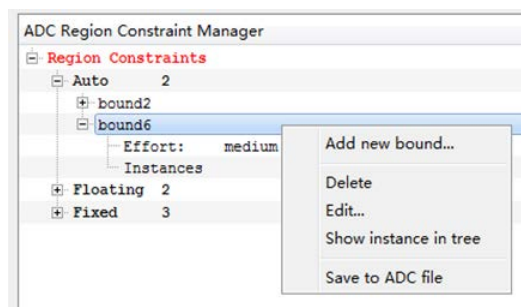 ADC Region Constraint Manager
Region Constraints
Auto 2
bound2
bound6
Effort: medium
Instances
Floating 2
Fixed 3
Add new bound...
Delete
Edit...
Show instance in tree
Save to ADC file